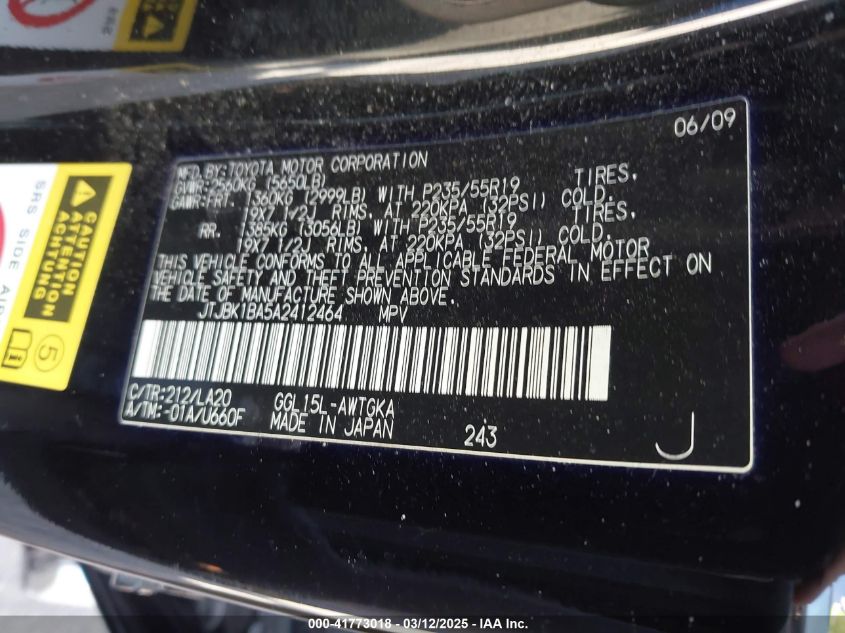 06/09
MFD.BY:TOYOTA MOTOR CORPORATION
GVWR:2560KG (5650LB)
GAWR:FRT. 1360KG (2999LB) WITH P235/55R19 TIRES,
19X7 1/2J RIMS, AT 220KPA (32PSI) COLD.
RR. 1385KG (3056LB) WITH P235/55R19 TIRES,
19X7 1/2J RIMS, AT 220KPA (32PSI) COLD.
THIS VEHICLE CONFORMS TO ALL APPLICABLE FEDERAL MOTOR
VEHICLE SAFETY AND THEFT PREVENTION STANDARDS IN EFFECT ON
THE DATE OF MANUFACTURE SHOWN ABOVE.
JTJBK1BA5A2412464 MPV
C/TR:212/LA20 GGL15L-AWTGKA
A/TM:-01A/U660F MADE IN JAPAN 243
J
SRS SIDE AIR
CAUTION
ATTENTION
ACHTUNG
5
i
000-41773018 - 03/12/2025 - IAA Inc.